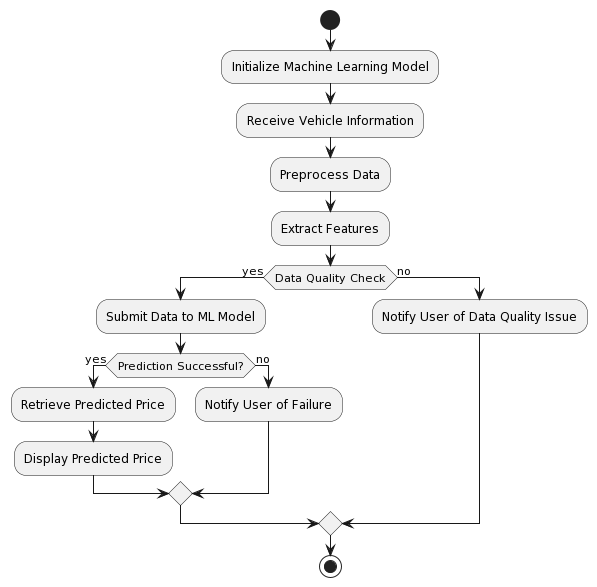 Initialize Machine Learning Model
Receive Vehicle Information
Preprocess Data
Extract Features
yes
Data Quality Check
no
Submit Data to ML Model
Notify User of Data Quality Issue
yes
Prediction Successful?
no
Retrieve Predicted Price
Notify User of Failure
Display Predicted Price